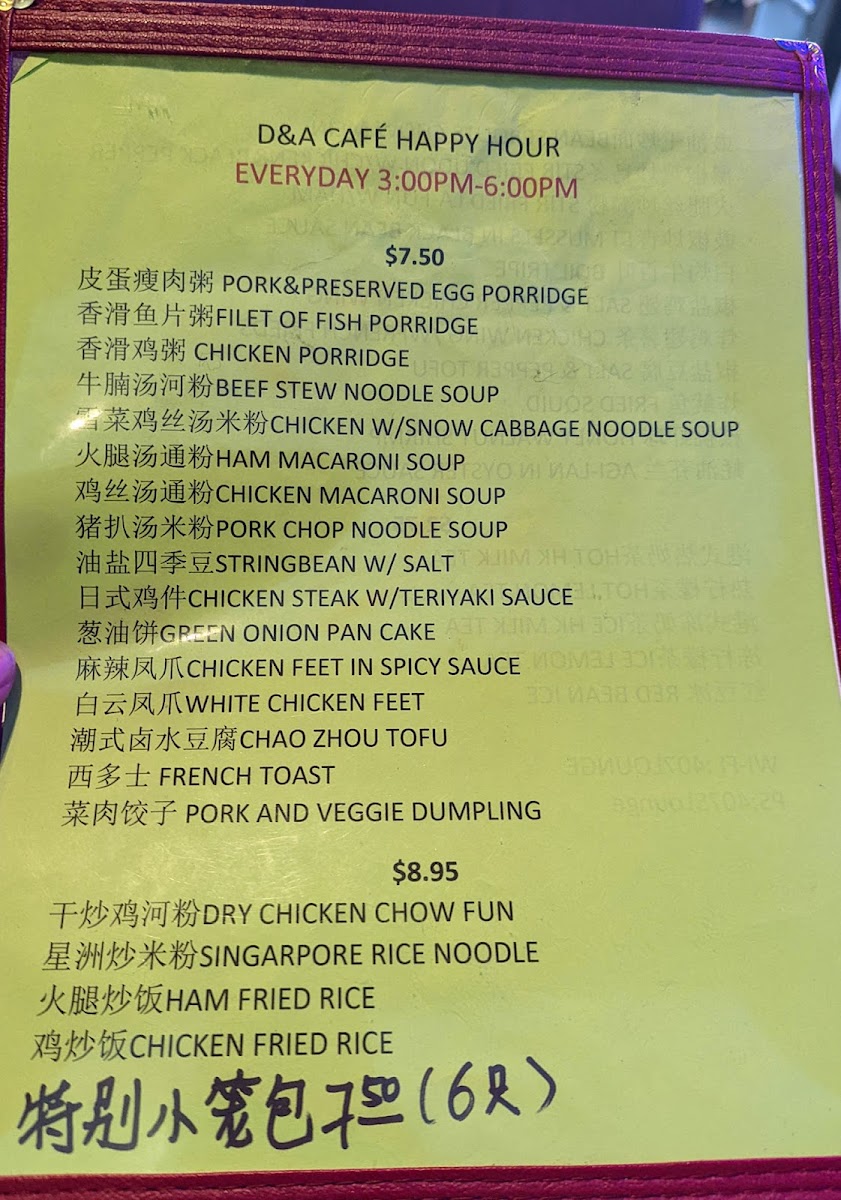 D&A CAFÉ HAPPY HOUR
EVERYDAY 3:00PM-6:00PM
$7.50
皮蛋瘦肉粥 PORK&PRESERVED EGG PORRIDGE
香滑鱼片粥FILET OF FISH PORRIDGE
香滑鸡粥 CHICKEN PORRIDGE
牛腩汤河粉BEEF STEW NOODLE SOUP
雪菜鸡丝汤米粉CHICKEN W/SNOW CABBAGE NOODLE SOUP
火腿汤通粉HAM MACARONI SOUP
鸡丝汤通粉CHICKEN MACARONI SOUP
猪扒汤米粉PORK CHOP NOODLE SOUP
油盐四季豆STRINGBEAN W/ SALT
日式鸡件CHICKEN STEAK W/TERIYAKI SAUCE
葱油饼GREEN ONION PAN CAKE
麻辣凤爪CHICKEN FEET IN SPICY SAUCE
白云凤爪WHITE CHICKEN FEET
潮式卤水豆腐CHAO ZHOU TOFU
西多士 FRENCH TOAST
菜肉饺子 PORK AND VEGGIE DUMPLING
$8.95
干炒鸡河粉DRY CHICKEN CHOW FUN
星洲炒米粉SINGARPORE RICE NOODLE
火腿炒饭HAM FRIED RICE
鸡炒饭CHICKEN FRIED RICE
特别小笼包7.50(6只)